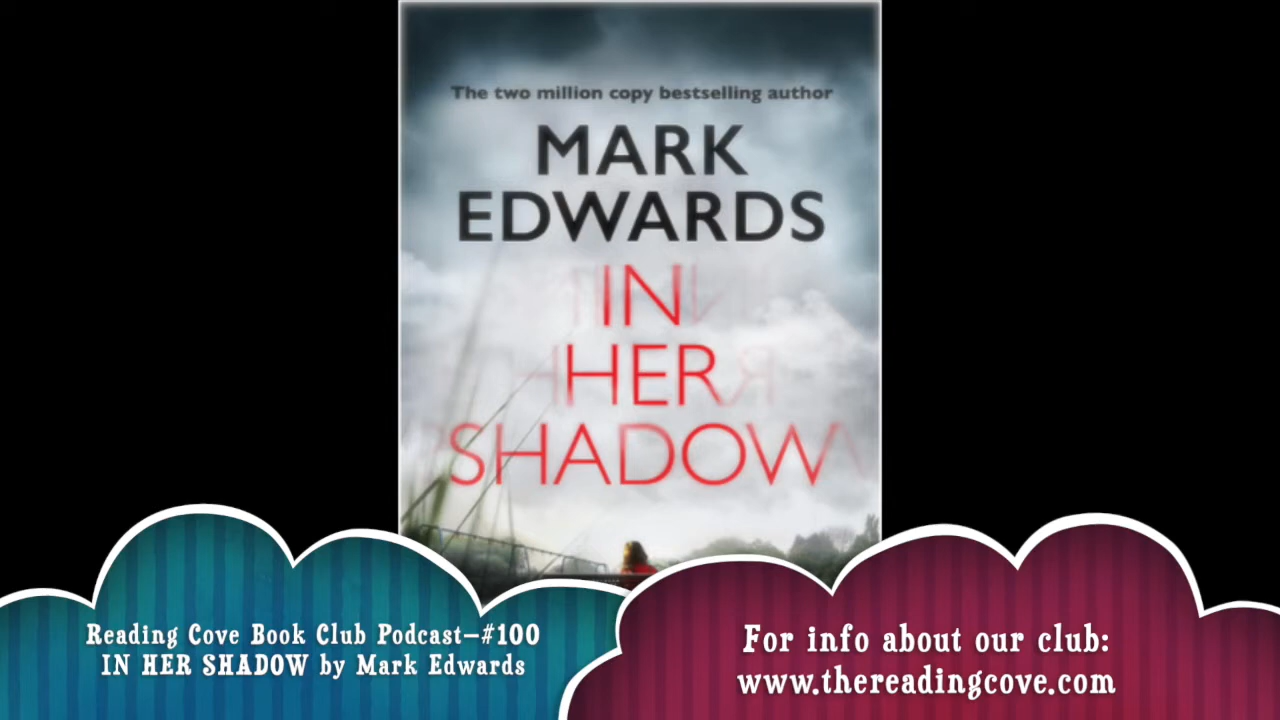 The two million copy bestselling author
MARK
EDWARDS
IN
HER
SHADOW
Reading Cove Book Club Podcast—#100
IN HER SHADOW by Mark Edwards
For info about our club:
www.thereadingcove.com